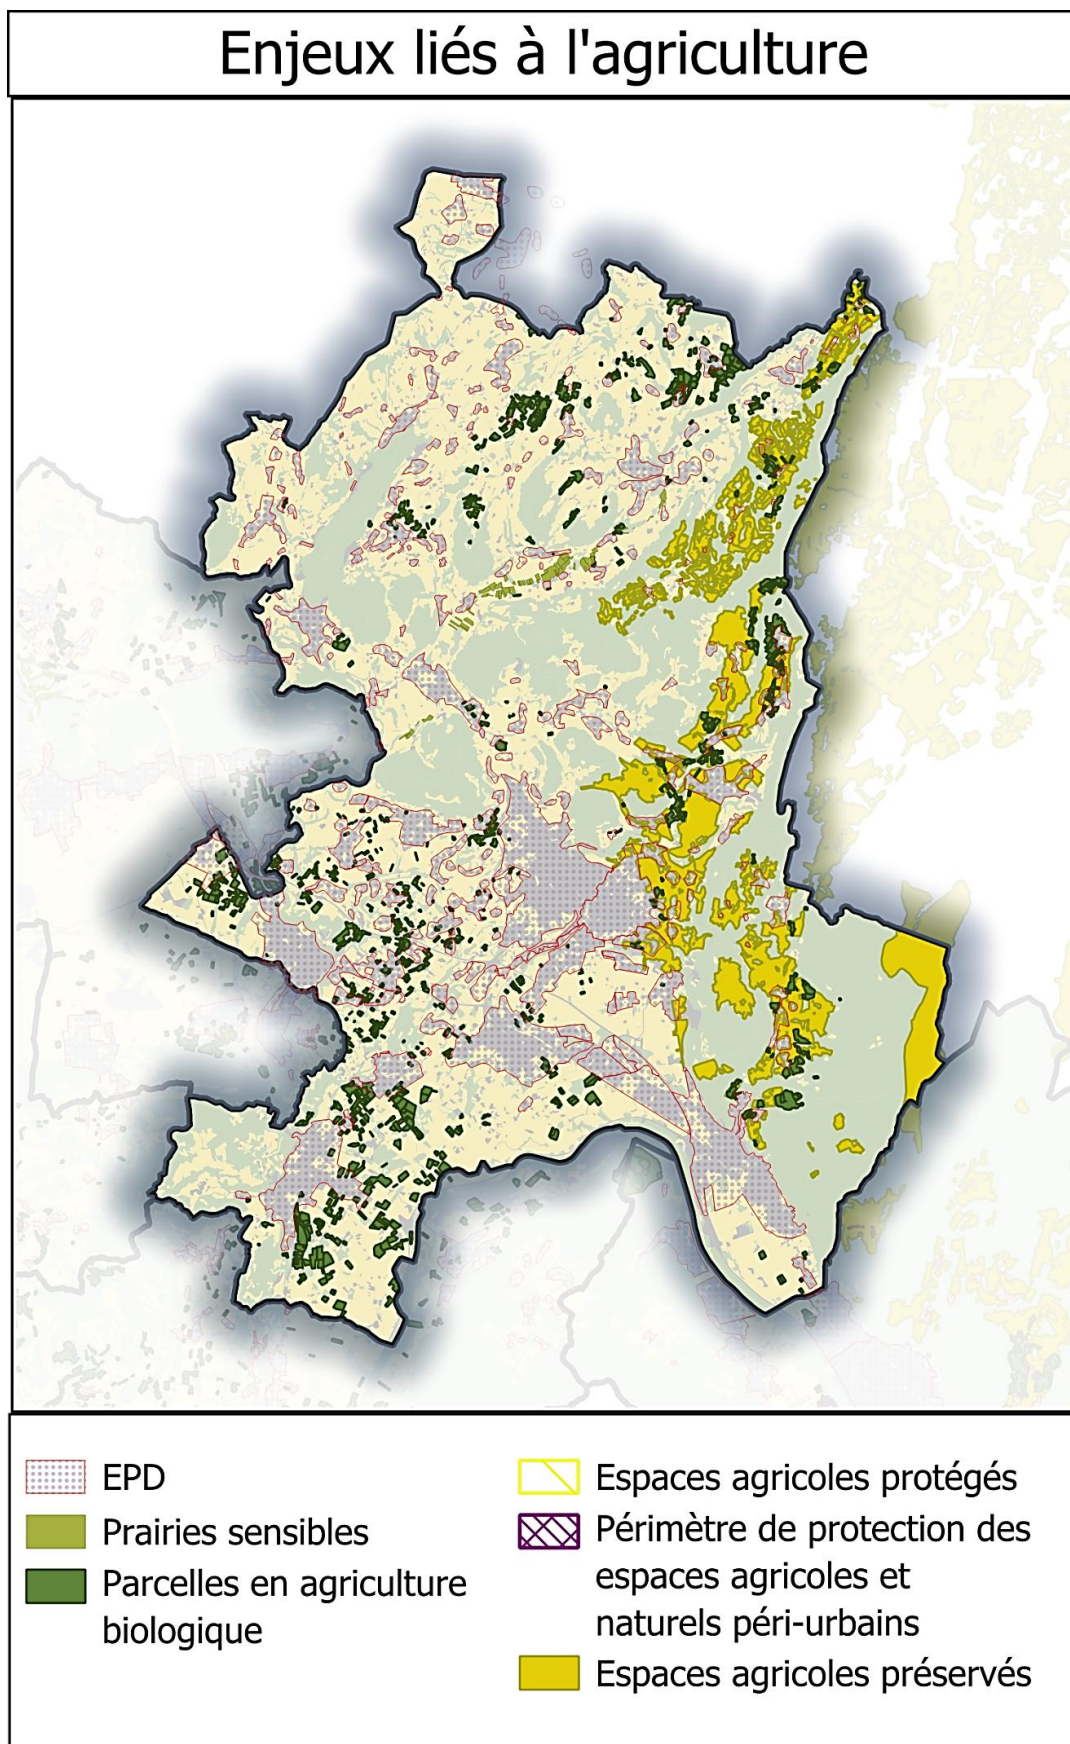 Enjeux liés à l'agriculture
EPD
Prairies sensibles
Parcelles en agriculture
biologique
Espaces agricoles protégés
Périmètre de protection des
espaces agricoles et
naturels péri-urbains
Espaces agricoles préservés